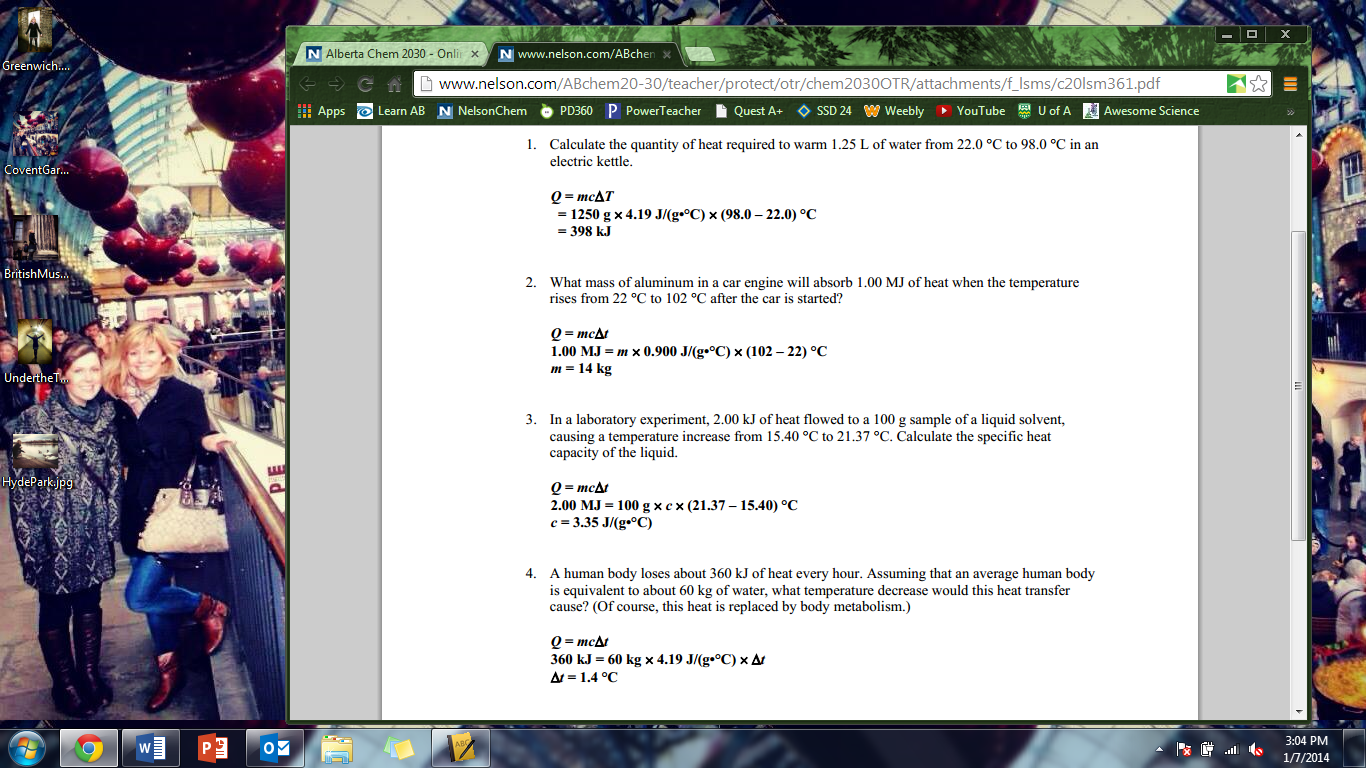 Greenwich....
CoventGar...
BritishMus...
UndertheT...
HydePark.jpg
Alberta Chem 2030 - Onli
www.nelson.com/ABchen
www.nelson.com/ABchem20-30/teacher/protect/otr/chem2030OTR/attachments/f_lsms/c20lsm361.pdf
Apps Learn AB NelsonChem PD360 PowerTeacher Quest A+ SSD 24 Weebly YouTube U of A Awesome Science »
1. Calculate the quantity of heat required to warm 1.25 L of water from 22.0 °C to 98.0 °C in an
electric kettle.
Q = mcΔT
= 1250 g × 4.19 J/(g•°C) × (98.0 – 22.0) °C
= 398 kJ
2. What mass of aluminum in a car engine will absorb 1.00 MJ of heat when the temperature
rises from 22 °C to 102 °C after the car is started?
Q = mcΔt
1.00 MJ = m × 0.900 J/(g•°C) × (102 – 22) °C
m = 14 kg
3. In a laboratory experiment, 2.00 kJ of heat flowed to a 100 g sample of a liquid solvent,
causing a temperature increase from 15.40 °C to 21.37 °C. Calculate the specific heat
capacity of the liquid.
Q = mcΔt
2.00 MJ = 100 g × c × (21.37 – 15.40) °C
c = 3.35 J/(g•°C)
4. A human body loses about 360 kJ of heat every hour. Assuming that an average human body
is equivalent to about 60 kg of water, what temperature decrease would this heat transfer
cause? (Of course, this heat is replaced by body metabolism.)
Q = mcΔt
360 kJ = 60 kg × 4.19 J/(g•°C) × Δt
Δt = 1.4 °C
3:04 PM
1/7/2014